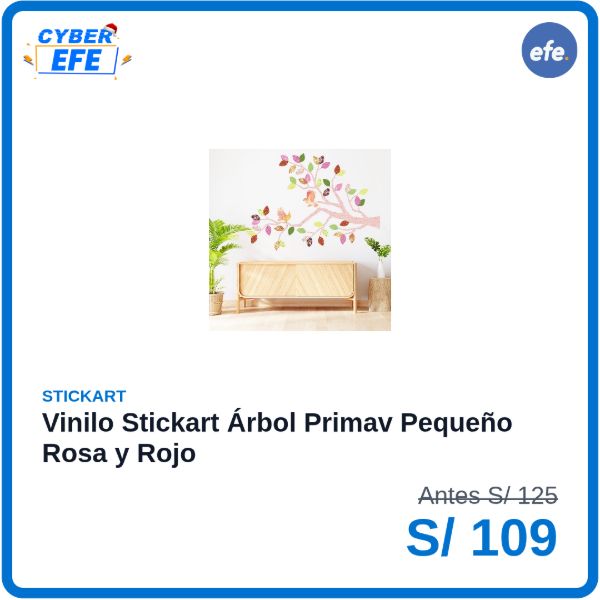 CYBER
EFE
efe.
STICKART
Vinilo Stickart Árbol Primav Pequeño
Rosa y Rojo
Antes S/ 125
S/ 109